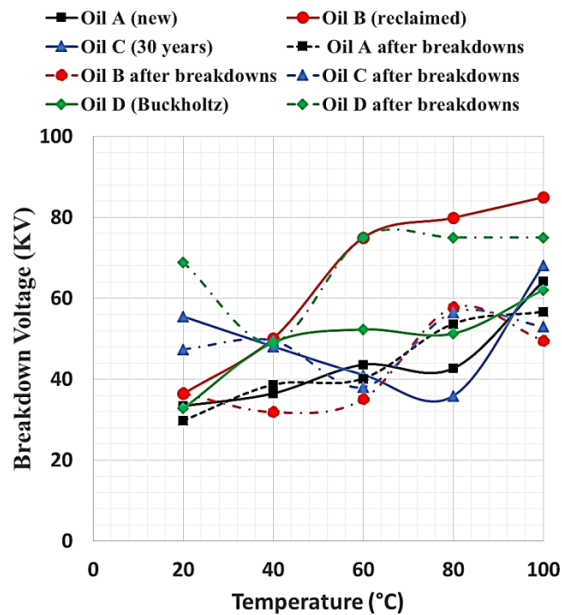 Oil A (new) Oil B (reclaimed)
Oil C (30 years) Oil A after breakdowns
Oil B after breakdowns Oil C after breakdowns
Oil D (Buckholtz) Oil D after breakdowns
100
80
60
40
20
0
Breakdown Voltage (KV)
0 20 40 60 80 100
Temperature (°C)